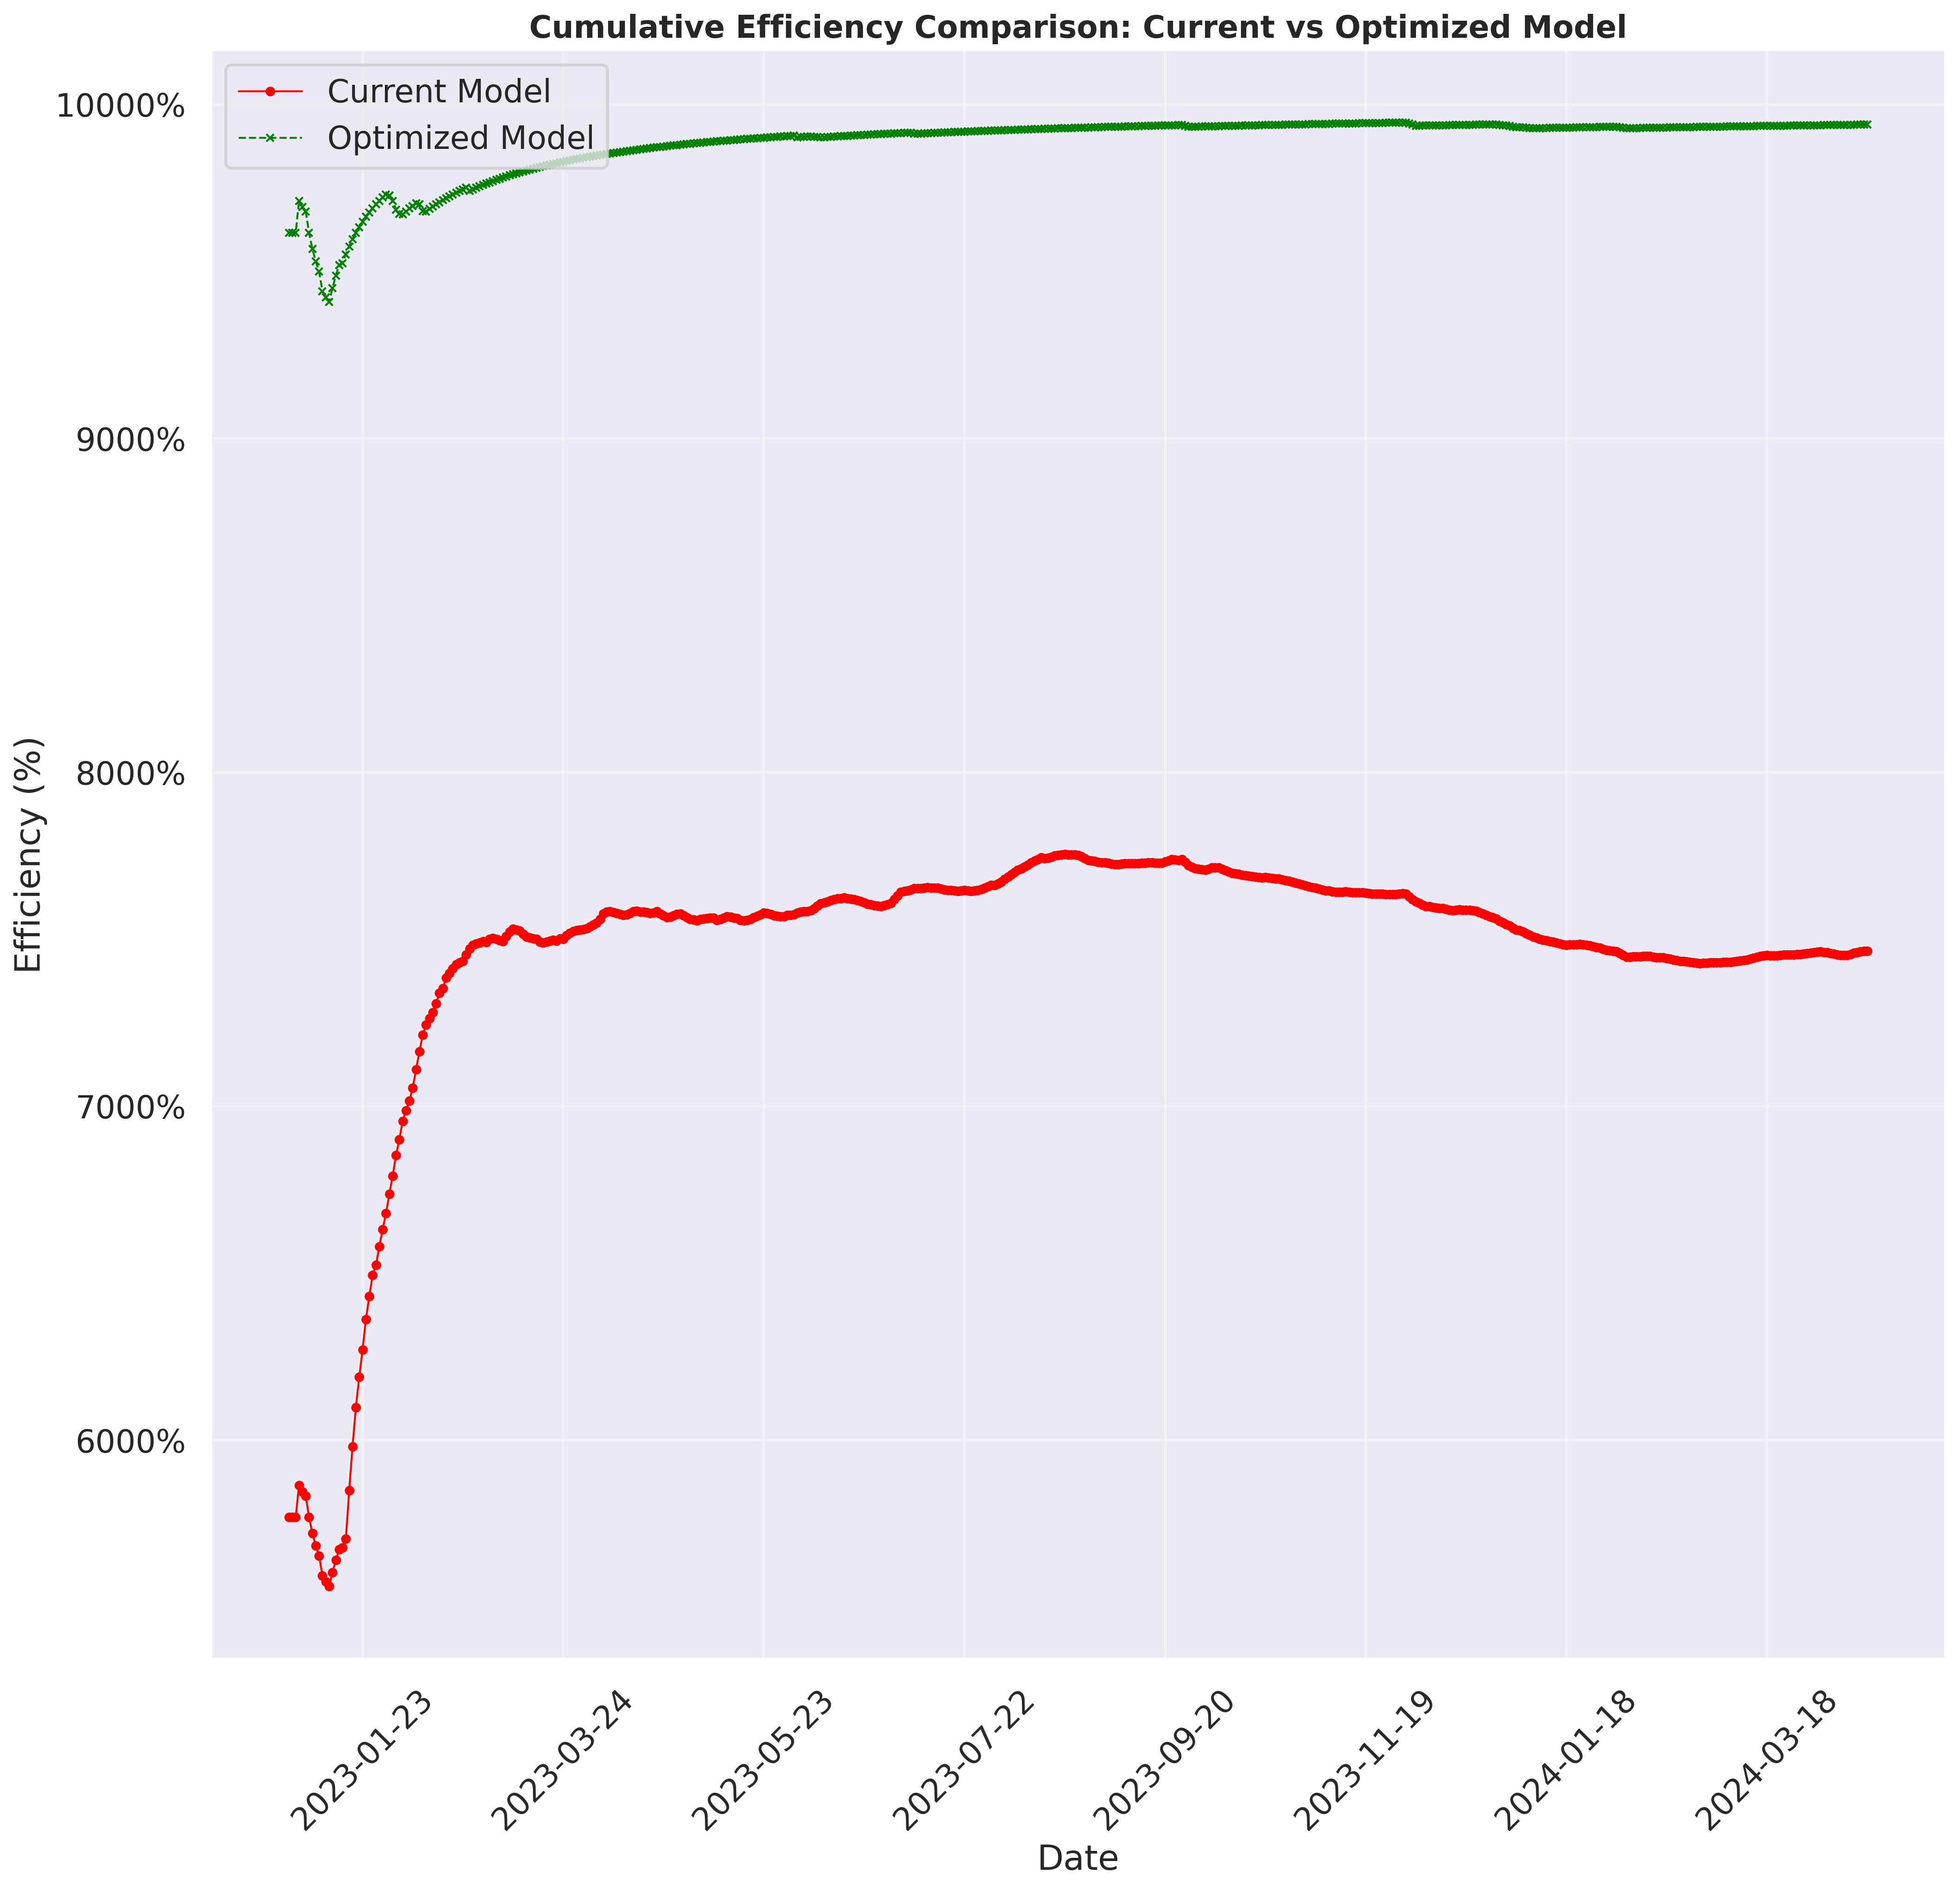 Cumulative Efficiency Comparison: Current vs Optimized Model
Current Model
Optimized Model
10000%
9000%
8000%
7000%
6000%
Efficiency (%)
2023-01-23
2023-03-24
2023-05-23
2023-07-22
2023-09-20
2023-11-19
2024-01-18
2024-03-18
Date